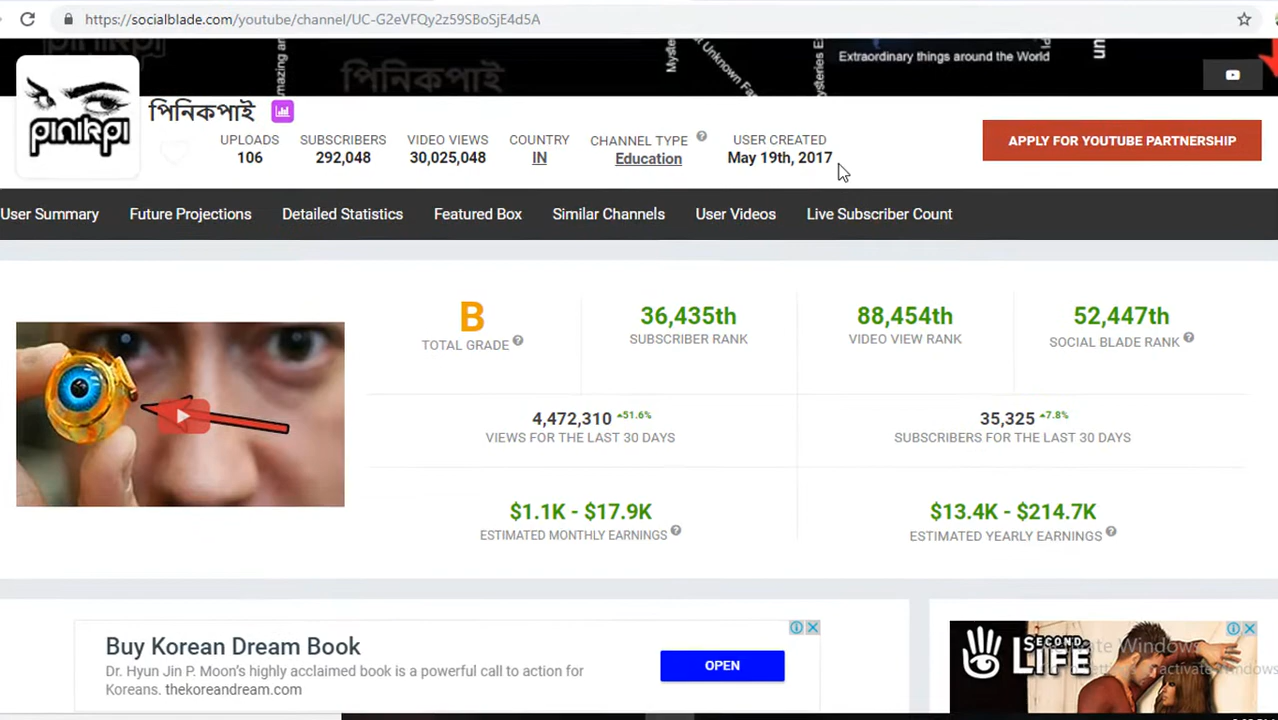 https://socialblade.com/youtube/channel/UC-G2eVFQy2z59SBoSjE4d5A
পিনিকপাই
Extraordinary things around the World
pinikpi
পিনিকপাই
UPLOADS
106
SUBSCRIBERS
292,048
VIDEO VIEWS
30,025,048
COUNTRY
IN
CHANNEL TYPE
Education
USER CREATED
May 19th, 2017
APPLY FOR YOUTUBE PARTNERSHIP
User Summary Future Projections Detailed Statistics Featured Box Similar Channels User Videos Live Subscriber Count
B
TOTAL GRADE
36,435th
SUBSCRIBER RANK
88,454th
VIDEO VIEW RANK
52,447th
SOCIAL BLADE RANK
4,472,310 51.6%
VIEWS FOR THE LAST 30 DAYS
35,325 7.8%
SUBSCRIBERS FOR THE LAST 30 DAYS
$1.1K - $17.9K
ESTIMATED MONTHLY EARNINGS
$13.4K - $214.7K
ESTIMATED YEARLY EARNINGS
Buy Korean Dream Book
Dr. Hyun Jin P. Moon's highly acclaimed book is a powerful call to action for
Koreans. thekoreandream.com
OPEN
SECOND
LIFE